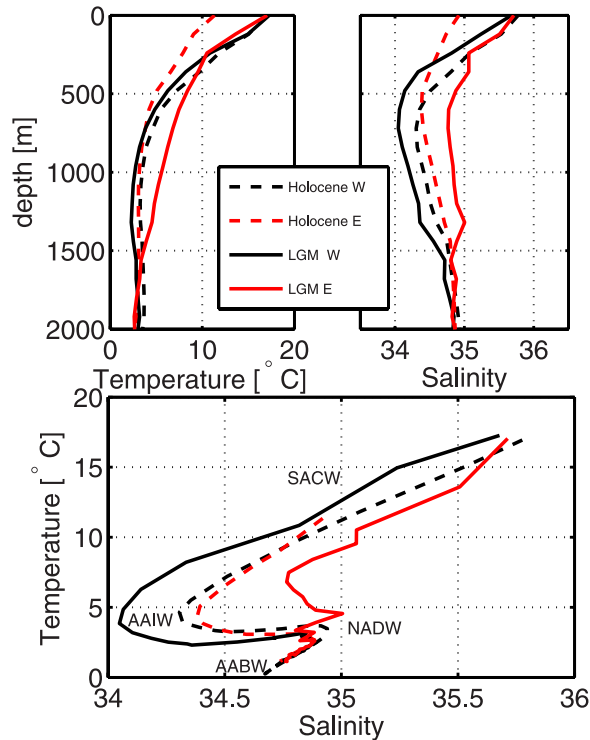 0
500
1000
1500
2000
depth [m]
0 10 20
Temperature [°C]
34 35 36
Salinity
Holocene W
Holocene E
LGM W
LGM E
20
15
10
5
0
Temperature [°C]
SACW
AAIW
NADW
AABW
34 34.5 35 35.5 36
Salinity